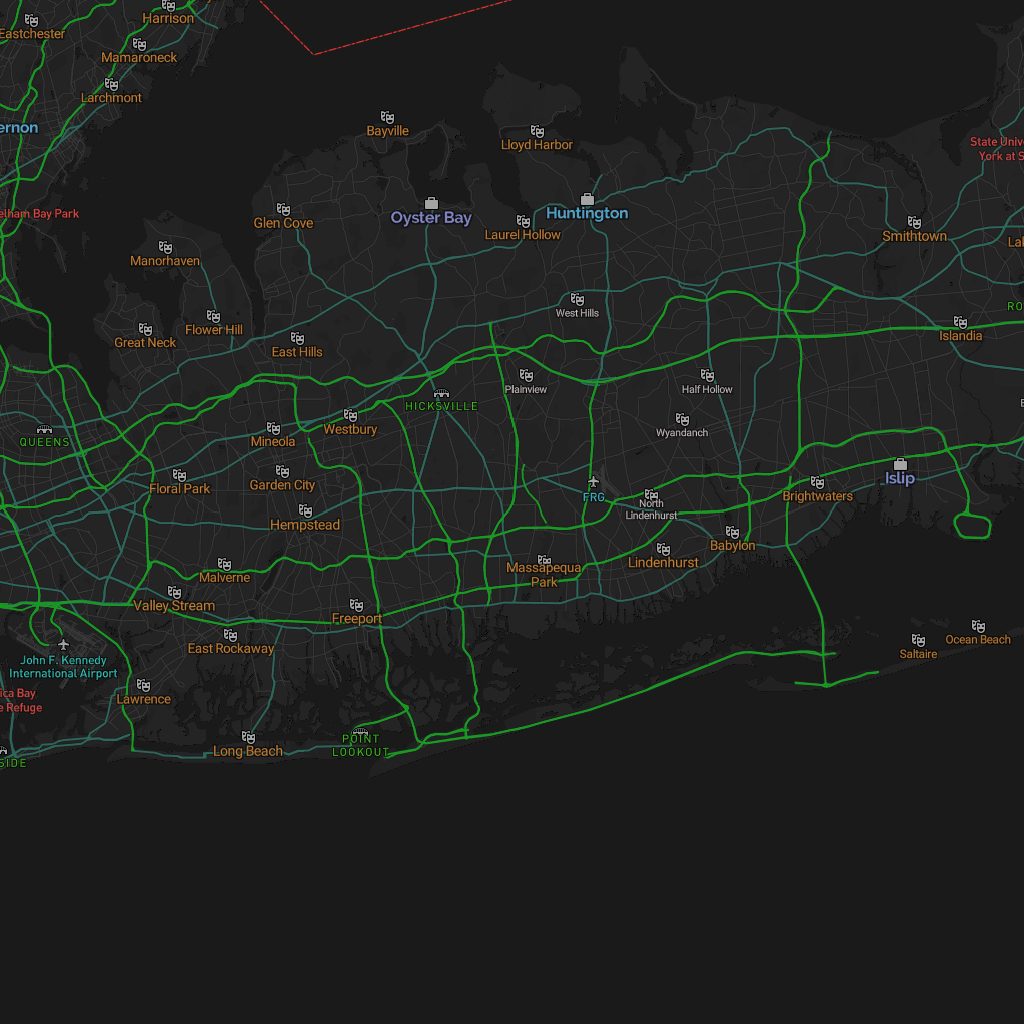 Harrison
Eastchester
Mamaroneck
Larchmont
ernon
Bayville
Lloyd Harbor
State Unive
York at S
elham Bay Park
Oyster Bay
Huntington
Glen Cove
Laurel Hollow
Smithtown
Manorhaven
West Hills
RO
Flower Hill
Great Neck
East Hills
Islandia
Plainview
Half Hollow
HICKSVILLE
QUEENS
Mineola
Westbury
Wyandanch
Floral Park
Garden City
Islip
FRG
Brightwaters
North
Lindenhurst
Hempstead
Babylon
Malverne
Massapequa
Park
Lindenhurst
Valley Stream
Freeport
East Rockaway
Saltaire
Ocean Beach
John F. Kennedy
International Airport
ica Bay
e Refuge
Lawrence
Long Beach
POINT
LOOKOUT
SIDE